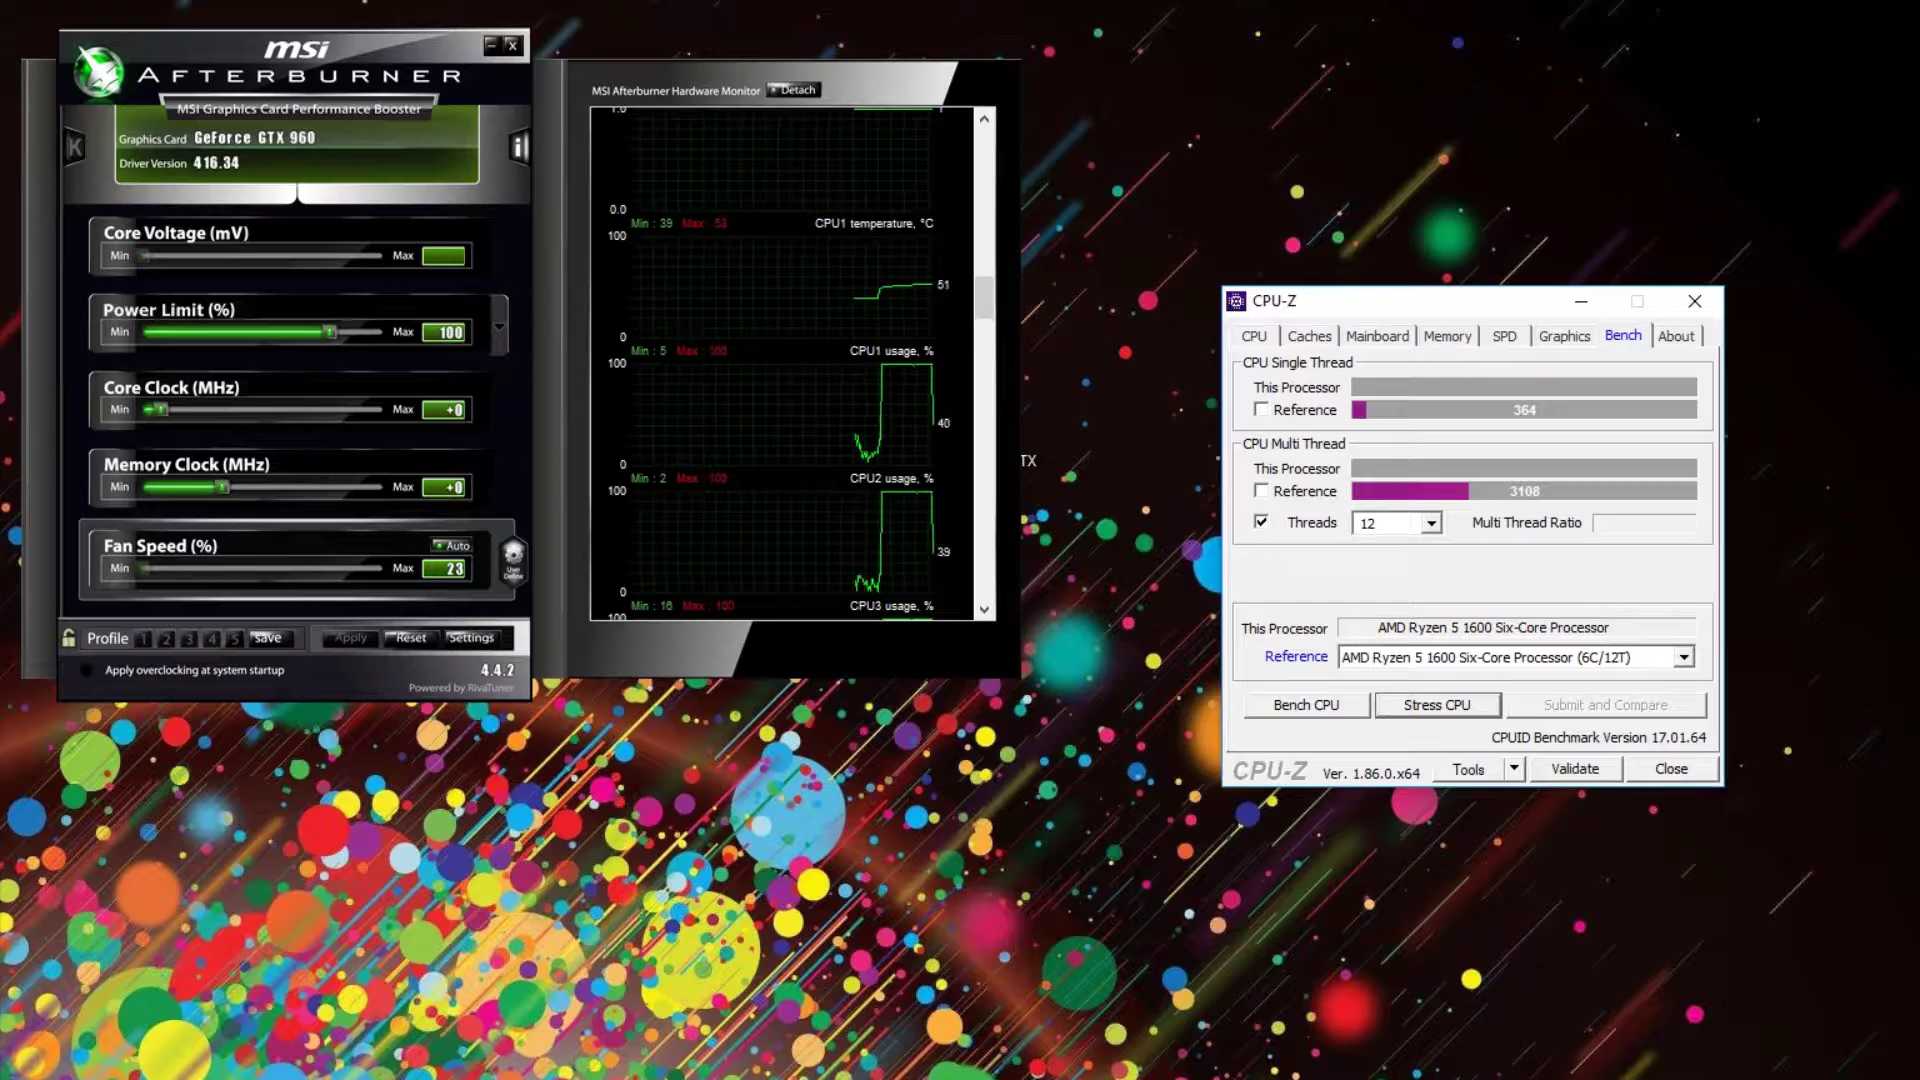 msi
AFTERBURNER
MSI Graphics Card Performance Booster
Graphics Card GeForce GTX 960
Driver Version 416.34
K
i
Core Voltage (mV)
Min Max
Power Limit (%)
Min Max 100
Core Clock (MHz)
Min Max +0
Memory Clock (MHz)
Min Max +0
Fan Speed (%)
Auto
Min Max 23
User Define
Profile 1 2 3 4 5 save
Apply Reset Settings
Apply overclocking at system startup
4.4.2
Powered by RivaTuner
MSI Afterburner Hardware Monitor Detach
1.0
0.0
Min : 39 Max : 53 CPU1 temperature, °C
100
51
0
Min : 5 Max : 100 CPU1 usage, %
100
40
0
Min : 2 Max : 100 CPU2 usage, %
100
39
0
Min : 16 Max : 100 CPU3 usage, %
100
TX
CPU-Z
CPU Caches Mainboard Memory SPD Graphics Bench About
CPU Single Thread
This Processor
Reference 364
CPU Multi Thread
This Processor
Reference 3108
Threads 12 Multi Thread Ratio
This Processor AMD Ryzen 5 1600 Six-Core Processor
Reference AMD Ryzen 5 1600 Six-Core Processor (6C/12T)
Bench CPU Stress CPU Submit and Compare
CPUID Benchmark Version 17.01.64
CPU-Z Ver. 1.86.0.x64 Tools Validate Close